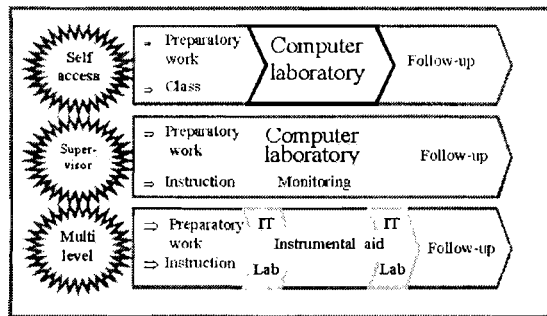 Self
access
Preparatory
work
Class
Computer
laboratory
Follow-up
Super-
visor
Preparatory
work
Instruction
Computer
laboratory
Monitoring
Follow-up
Multi
level
Preparatory
work
Instruction
IT
Lab
Instrumental aid
IT
Lab
Follow-up